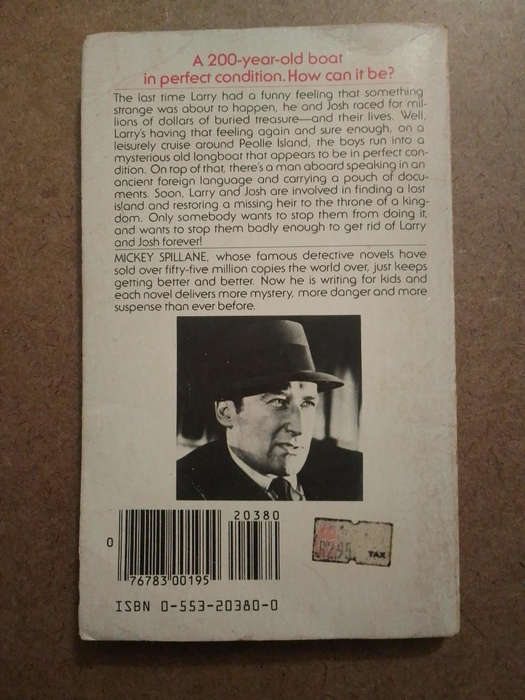 A 200-year-old boat
in perfect condition. How can it be?
The last time Larry had a funny feeling that something
strange was about to happen, he and Josh raced for mil-
lions of dollars of buried treasure—and their lives. Well,
Larry's having that feeling again and sure enough, on a
leisurely cruise around Peolle Island, the boys run into a
mysterious old longboat that appears to be in perfect con-
dition. On top of that, there's a man aboard speaking in an
ancient foreign language and carrying a pouch of docu-
ments. Soon, Larry and Josh are involved in finding a lost
island and restoring a missing heir to the throne of a king-
dom. Only somebody wants to stop them from doing it,
and wants to stop them badly enough to get rid of Larry
and Josh forever!
MICKEY SPILLANE, whose famous detective novels have
sold over fifty-five million copies the world over, just keeps
getting better and better. Now he is writing for kids and
each novel delivers more mystery, more danger and more
suspense than ever before.
20380
0
76783 00195
TAX
ISBN 0-553-20380-0